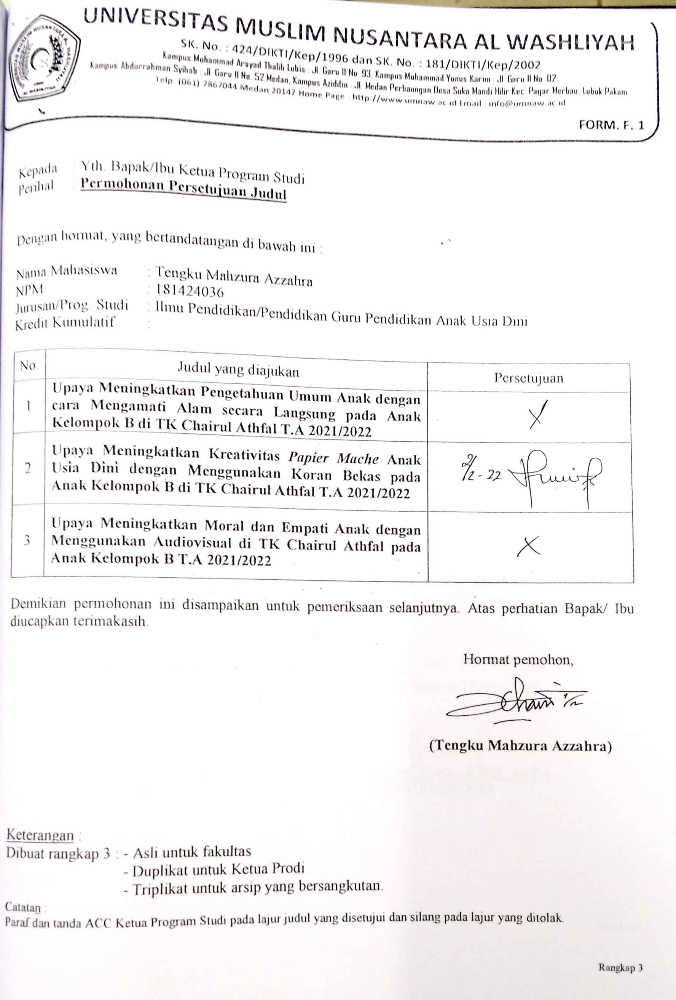 UNIVERSITAS MUSLIM NUSANTARA AL WASHLIYAH
SK. No. : 424/DIKTI/Kep/1996 dan SK. No. : 181/DIKTI/Kep/2002
Kampus Muhammad Arsyad Thalib Lubis : Jl. Garu II No. 93, Kampus Muhammad Yunus Karim : Jl. Garu II No. 02,
Kampus Abdurrahman Syihab : Jl. Garu II No. 52 Medan, Kampus Aziddin : Jl. Medan Perbaungan Desa Suka Mandi Hilir Kec. Pagar Merbau, Lubuk Pakam
Telp. (061) 7867044 Medan 20147 Home Page : http://www.umnaw.ac.id Email : info@umnaw.ac.id
FORM. F. 1
Kepada : Yth. Bapak/Ibu Ketua Program Studi
Perihal : Permohonan Persetujuan Judul
Dengan hormat, yang bertandatangan di bawah ini :
Nama Mahasiswa : Tengku Mahzura Azzahra
NPM : 181424036
Jurusan/Prog. Studi : Ilmu Pendidikan/Pendidikan Guru Pendidikan Anak Usia Dini
Kredit Kumulatif :
No. Judul yang diajukan Persetujuan
1 Upaya Meningkatkan Pengetahuan Umum Anak dengan
cara Mengamati Alam secara Langsung pada Anak
Kelompok B di TK Chairul Athfal T.A 2021/2022
2 Upaya Meningkatkan Kreativitas Papier Mache Anak
Usia Dini dengan Menggunakan Koran Bekas pada
Anak Kelompok B di TK Chairul Athfal T.A 2021/2022
2/2-22
3 Upaya Meningkatkan Moral dan Empati Anak dengan
Menggunakan Audiovisual di TK Chairul Athfal pada
Anak Kelompok B T.A 2021/2022
Demikian permohonan ini disampaikan untuk pemeriksaan selanjutnya. Atas perhatian Bapak/ Ibu
diucapkan terimakasih.
Hormat pemohon,
(Tengku Mahzura Azzahra)
Keterangan :
Dibuat rangkap 3 : - Asli untuk fakultas
- Duplikat untuk Ketua Prodi
- Triplikat untuk arsip yang bersangkutan.
Catatan :
Paraf dan tanda ACC Ketua Program Studi pada lajur judul yang disetujui dan silang pada lajur yang ditolak.
Rangkap 3